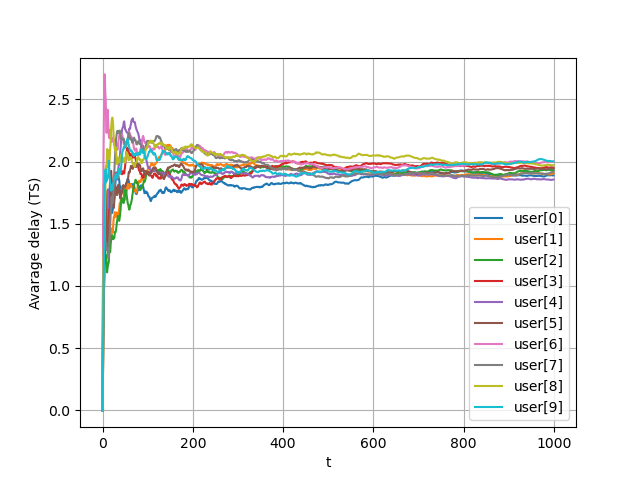 2.5
2.0
1.5
1.0
0.5
0.0
Avarage delay (TS)
0 200 400 600 800 1000
t
user[0]
user[1]
user[2]
user[3]
user[4]
user[5]
user[6]
user[7]
user[8]
user[9]